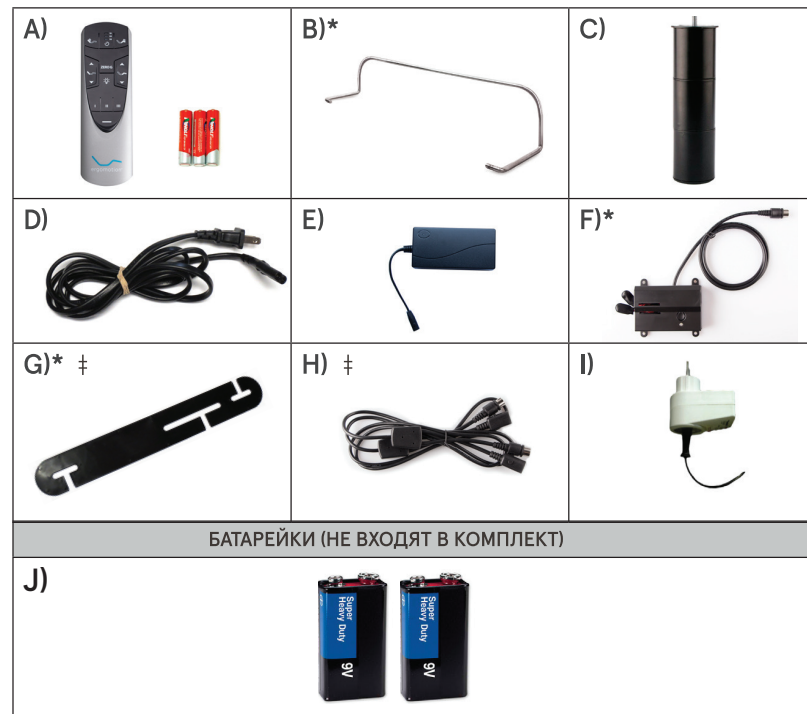 A)
B)*
C)
D)
E)
F)*
G)* ‡
H) ‡
I)
БАТАРЕЙКИ (НЕ ВХОДЯТ В КОМПЛЕКТ)
J)
Super
Heavy Duty
9V
Super
Heavy Duty
9V